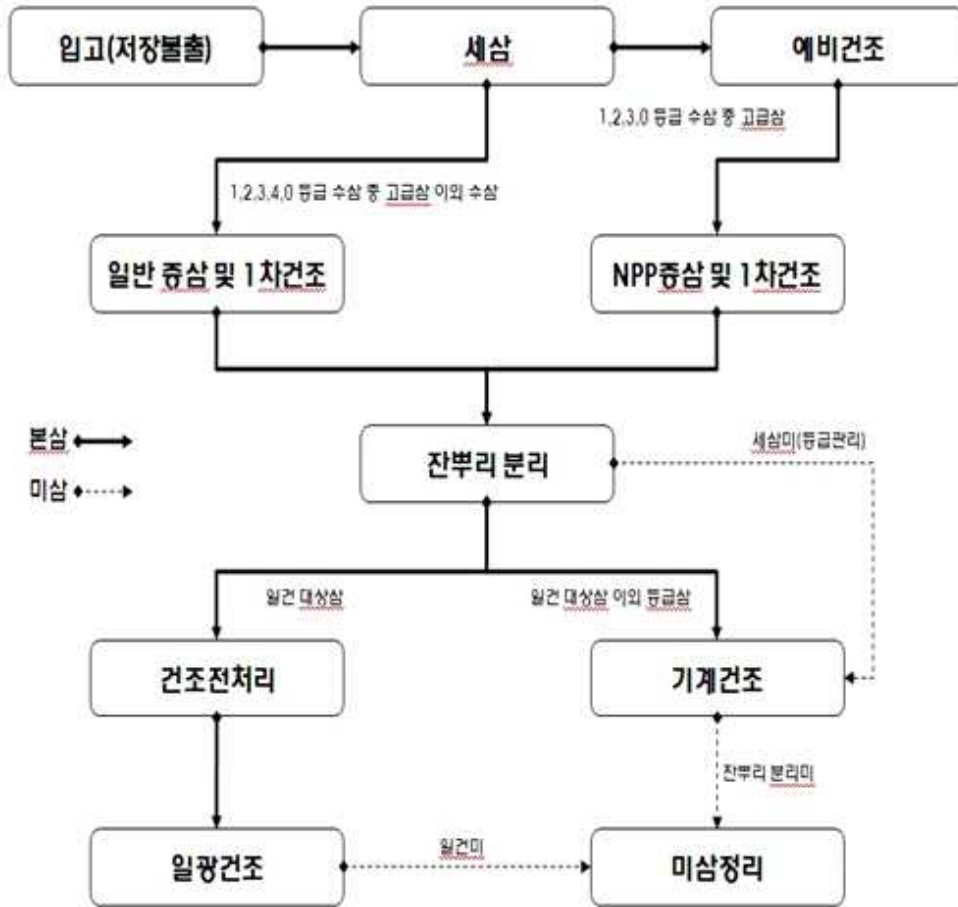 입고(저장불출)
세삼
예비건조
1,2,3,0 등급 수삼 중 고급삼
1,2,3,4,0 등급 수삼 중 고급삼 이외 수삼
일반 증삼 및 1차건조
NPP증삼 및 1차건조
본삼
미삼
잔뿌리 분리
세삼미(등급관리)
일건 대상삼
일건 대상삼 이외 등급삼
건조전처리
기계건조
잔뿌리 분리미
일광건조
일건미
미삼정리